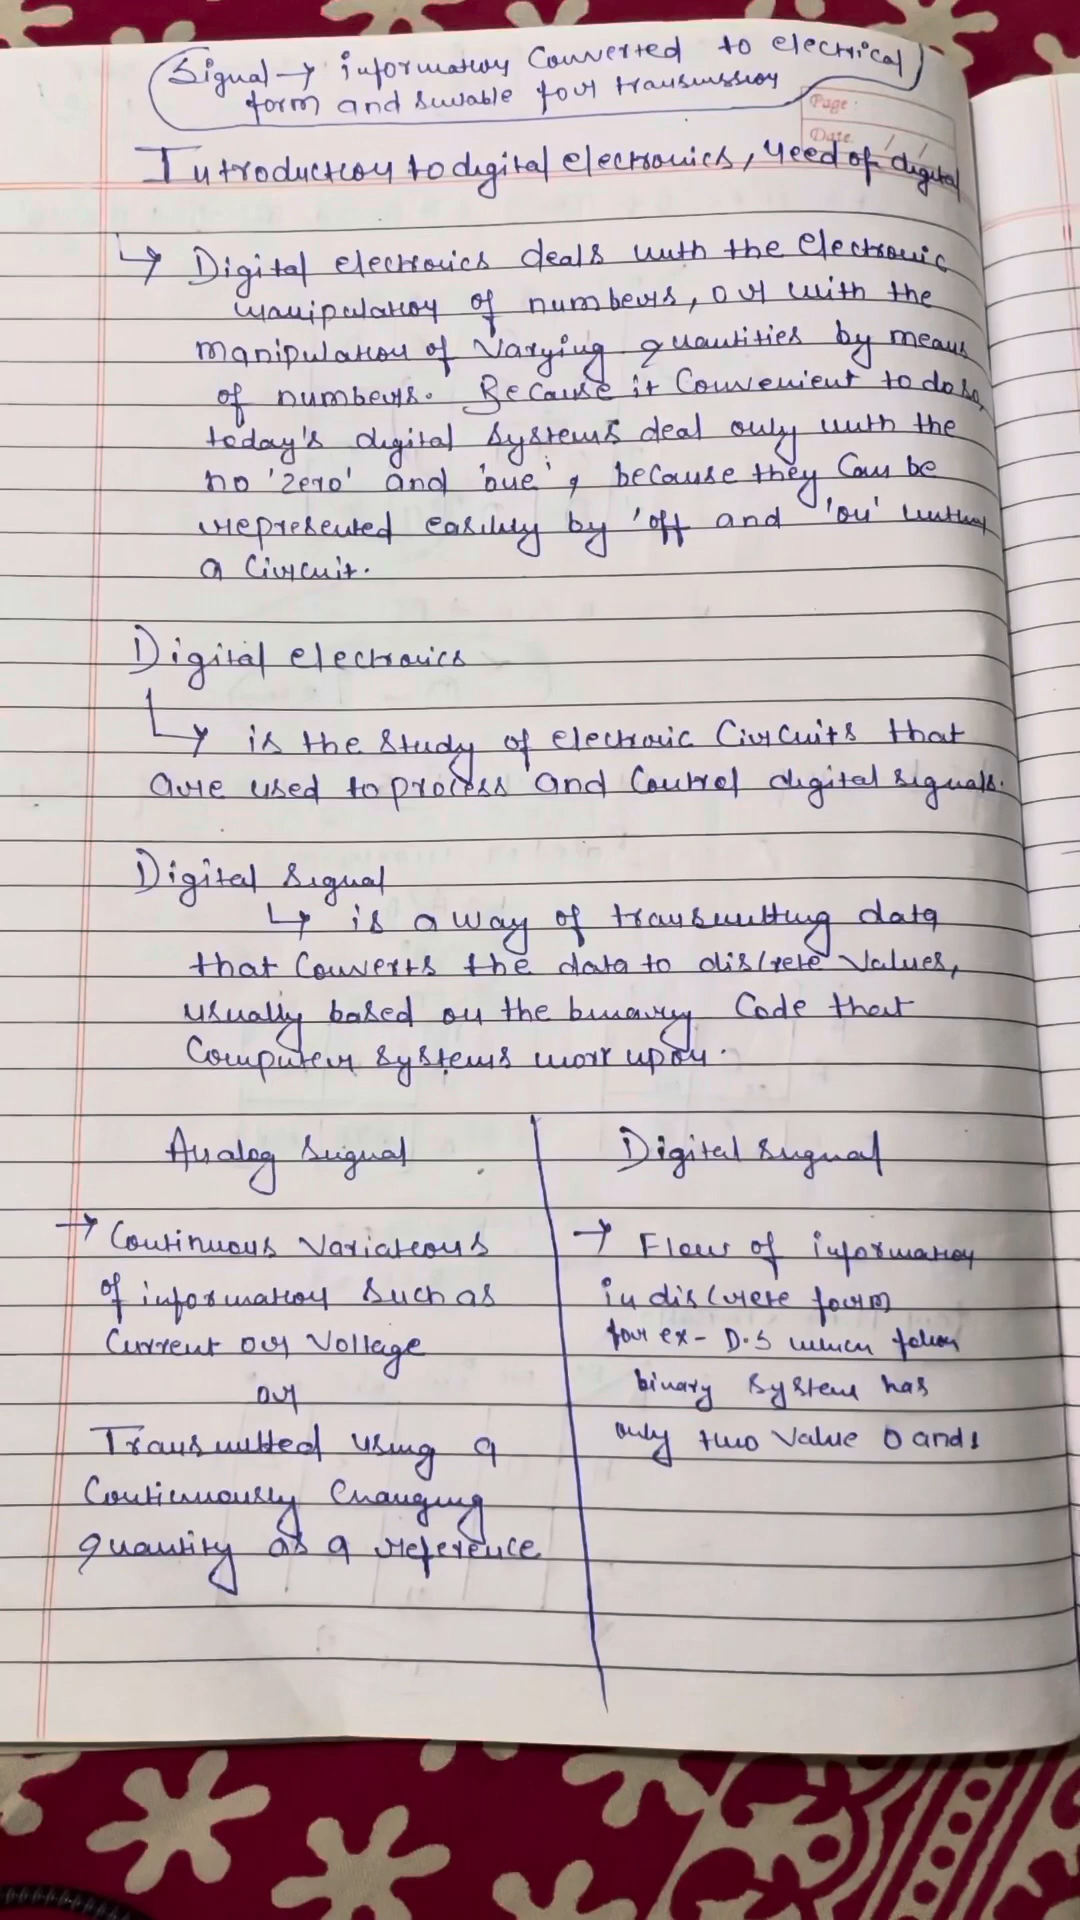 Signal → information Converted to electrical
form and suitable for transmission
Page:
Date: / /
Introduction to digital electronics, need of digital
↳ Digital electronics deals with the electronic
manipulation of numbers, or with the
manipulation of varying quantities by means
of numbers. Because it convenient to do so,
today's digital systems deal only with the
no 'zero' and 'one', because they can be
represented easily by 'off and 'on' within
a circuit.
Digital electronics
↳ is the study of electronic circuits that
are used to process and control digital signals.
Digital signal
↳ is a way of transmitting data
that converts the data to discrete values,
usually based on the binary code that
computer systems work upon.
Analog signal
→ Continuous variations
of information such as
current or voltage
or
Transmitted using a
continuously changing
quantity as a reference
Digital signal
→ Flow of information
in discrete form
for ex- D.S which follow
binary system has
only two value 0 and 1